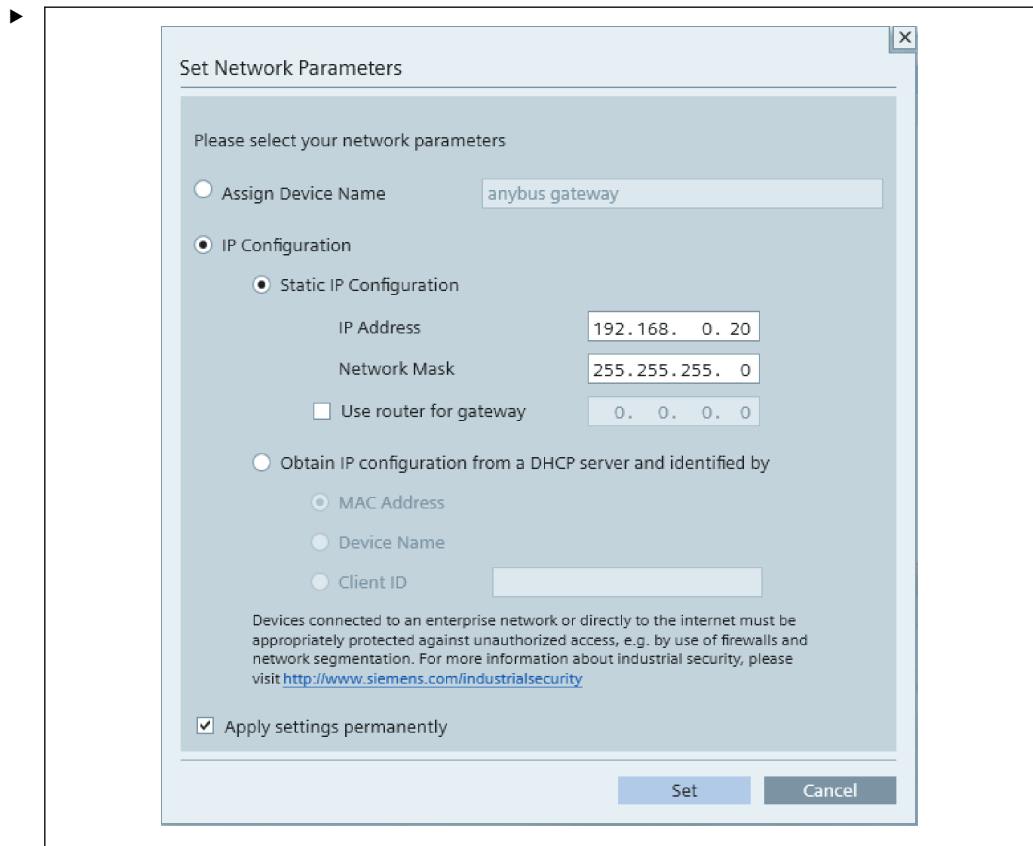 Set Network Parameters
Please select your network parameters
Assign Device Name anybus gateway
IP Configuration
Static IP Configuration
IP Address 192.168. 0. 20
Network Mask 255.255.255. 0
Use router for gateway 0. 0. 0. 0
Obtain IP configuration from a DHCP server and identified by
MAC Address
Device Name
Client ID
Devices connected to an enterprise network or directly to the internet must be
appropriately protected against unauthorized access, e.g. by use of firewalls and
network segmentation. For more information about industrial security, please
visit http://www.siemens.com/industrialsecurity
Apply settings permanently
Set Cancel